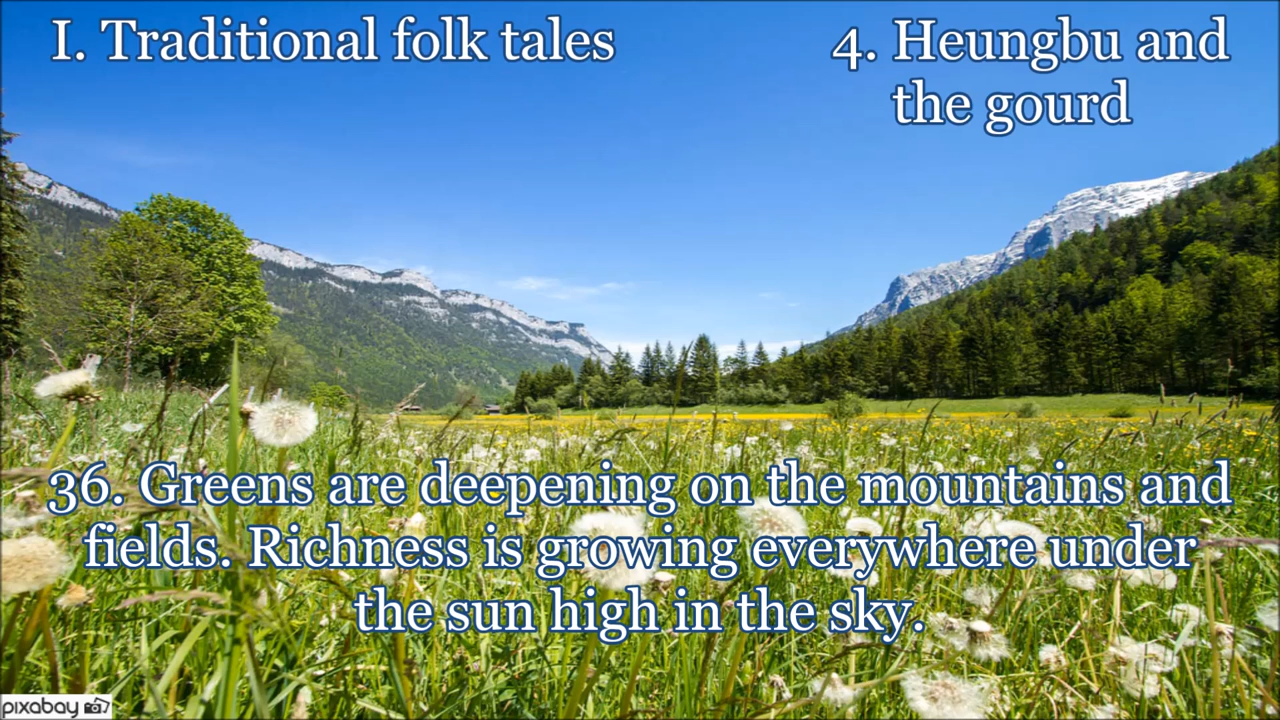 I. Traditional folk tales
4. Heungbu and
the gourd
36. Greens are deepening on the mountains and
fields. Richness is growing everywhere under
the sun high in the sky.
pixabay